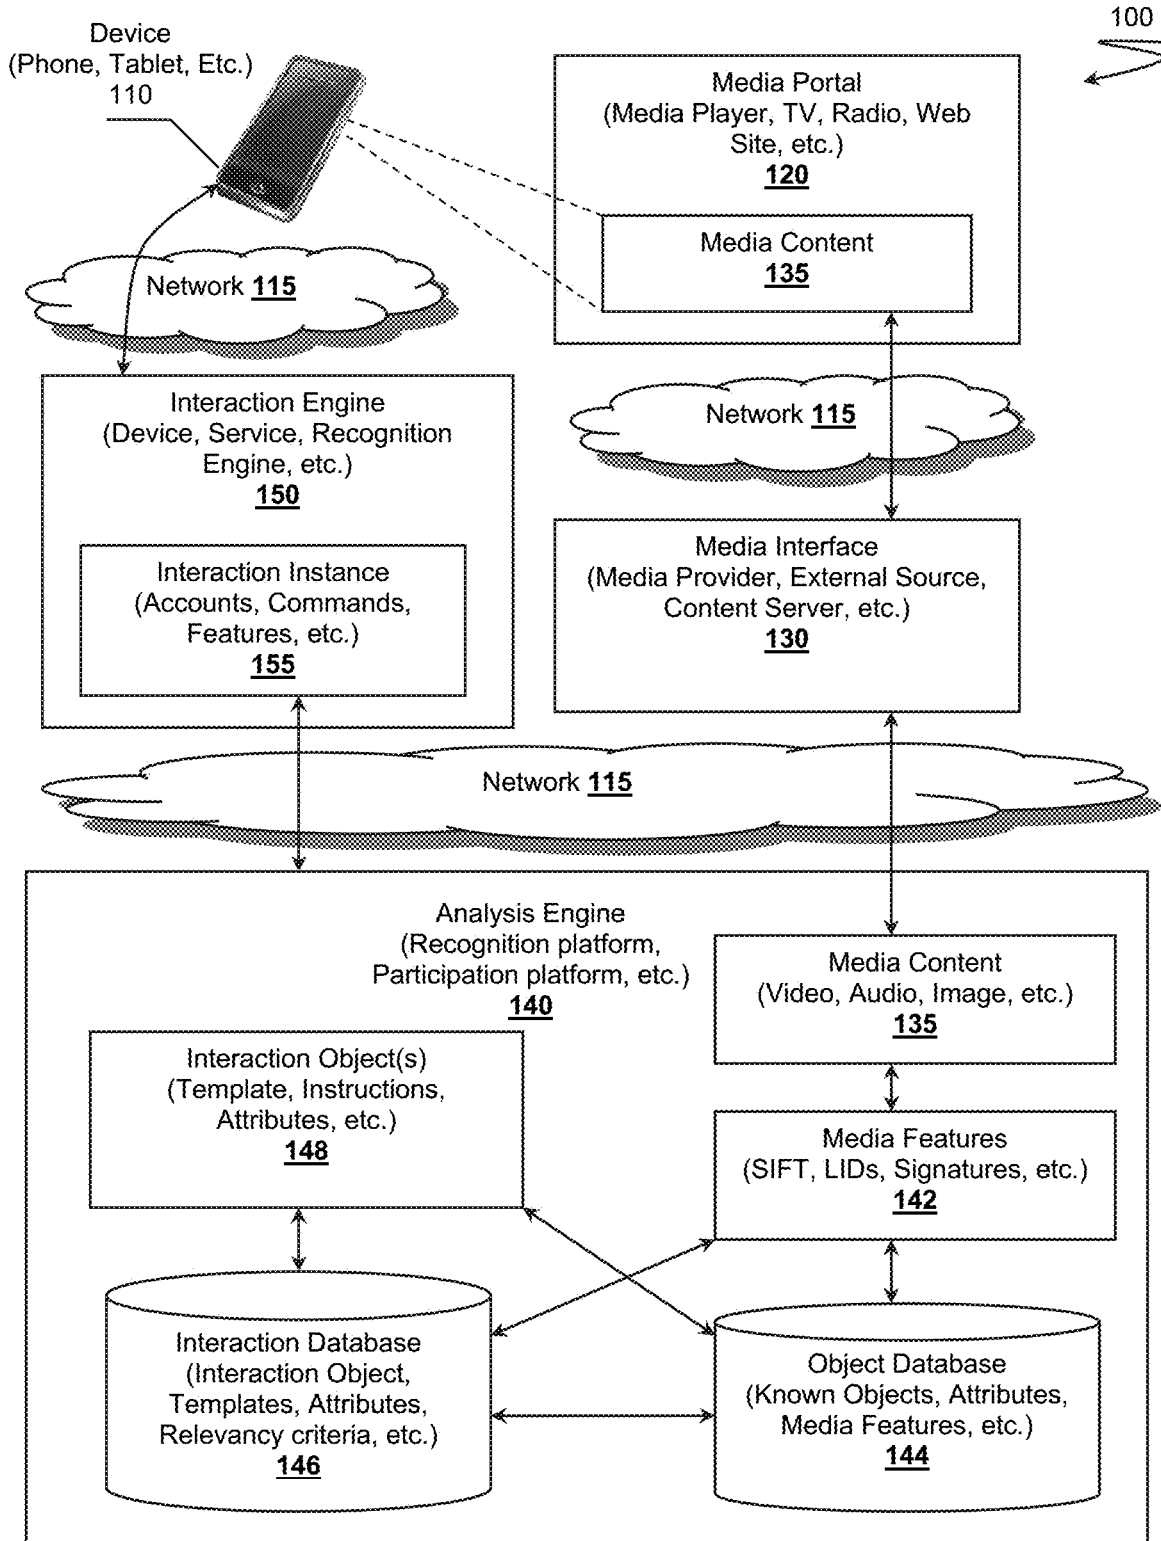 100
Device
(Phone, Tablet, Etc.)
110
Media Portal
(Media Player, TV, Radio, Web
Site, etc.)
120
Media Content
135
Network 115
Interaction Engine
(Device, Service, Recognition
Engine, etc.)
150
Interaction Instance
(Accounts, Commands,
Features, etc.)
155
Network 115
Media Interface
(Media Provider, External Source,
Content Server, etc.)
130
Network 115
Analysis Engine
(Recognition platform,
Participation platform, etc.)
140
Media Content
(Video, Audio, Image, etc.)
135
Interaction Object(s)
(Template, Instructions,
Attributes, etc.)
148
Media Features
(SIFT, LIDs, Signatures, etc.)
142
Interaction Database
(Interaction Object,
Templates, Attributes,
Relevancy criteria, etc.)
146
Object Database
(Known Objects, Attributes,
Media Features, etc.)
144